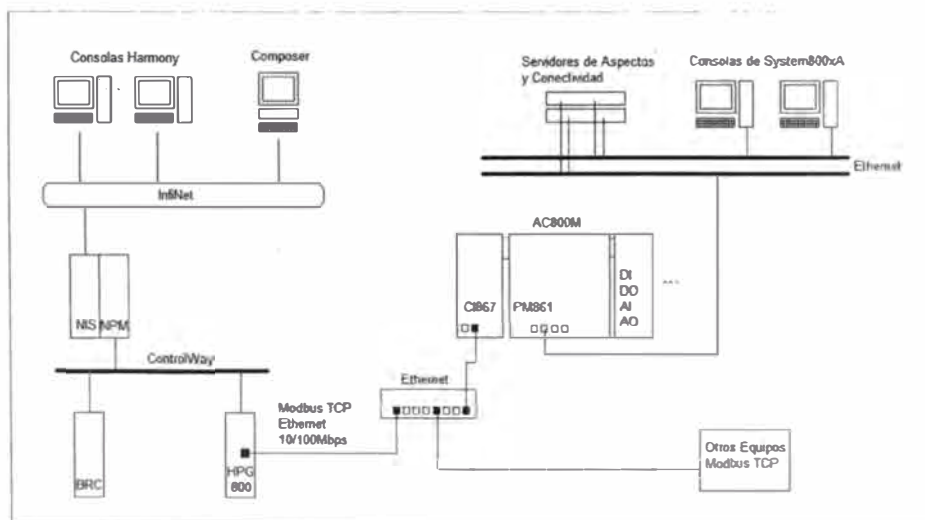 Consolas Harmony
Composer
Servidores de Aspectos
y Conectividad
Consolas de System800xA
Ethernet
InfiNet
AC800M
CI867
PM861
DI
DO
AI
AO
...
NIS
NPM
ControlWay
Ethernet
Modbus TCP
Ethernet
10/100Mbps
BRC
HPG
800
Otros Equipos
Modbus TCP